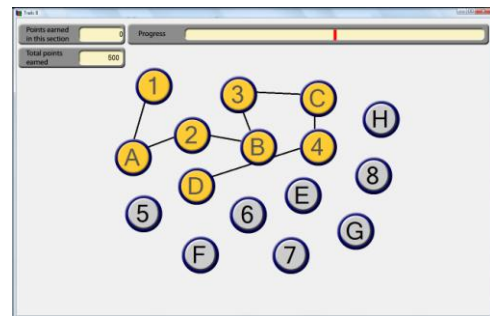 Trails B
Points earned
in this section
0
Progress
Total points
earned
500
1
3
C
H
2
A
B
4
8
D
E
5
6
G
F
7